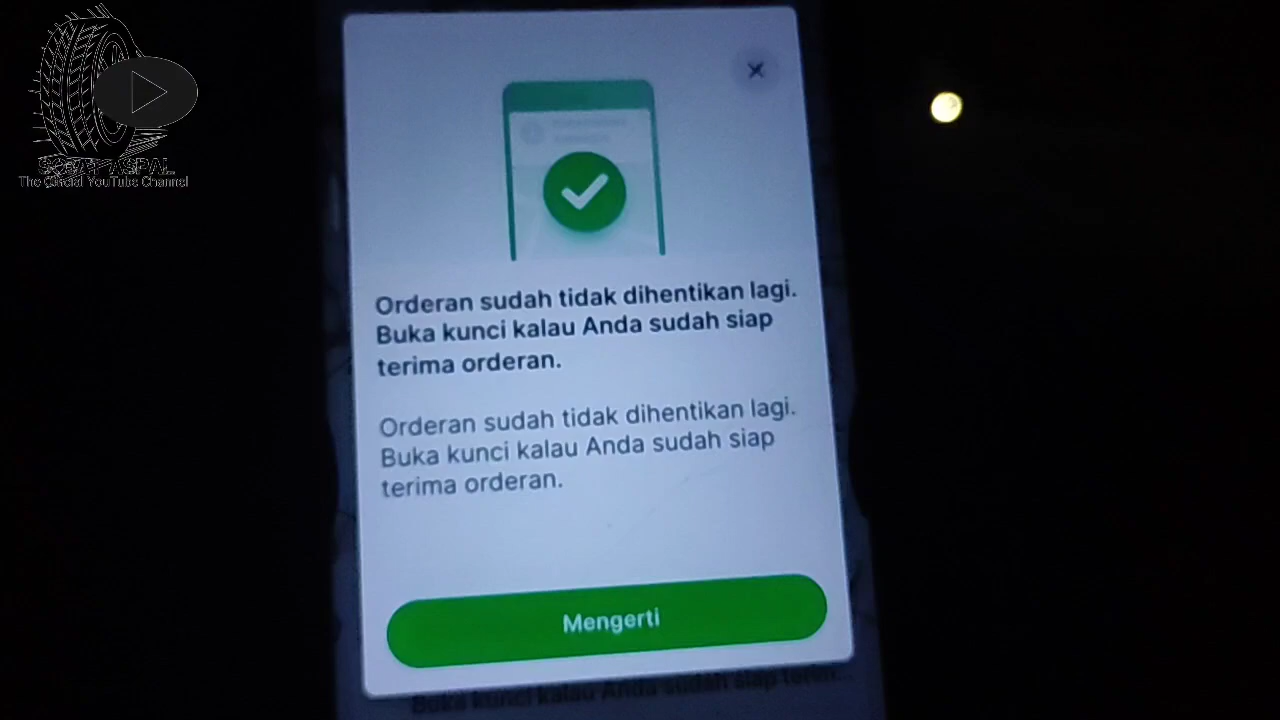 The Official YouTube Channel
Orderan sudah tidak dihentikan lagi.
Buka kunci kalau Anda sudah siap
terima orderan.
Orderan sudah tidak dihentikan lagi.
Buka kunci kalau Anda sudah siap
terima orderan.
Mengerti
Buka kunci kalau Anda sudah siap terim...